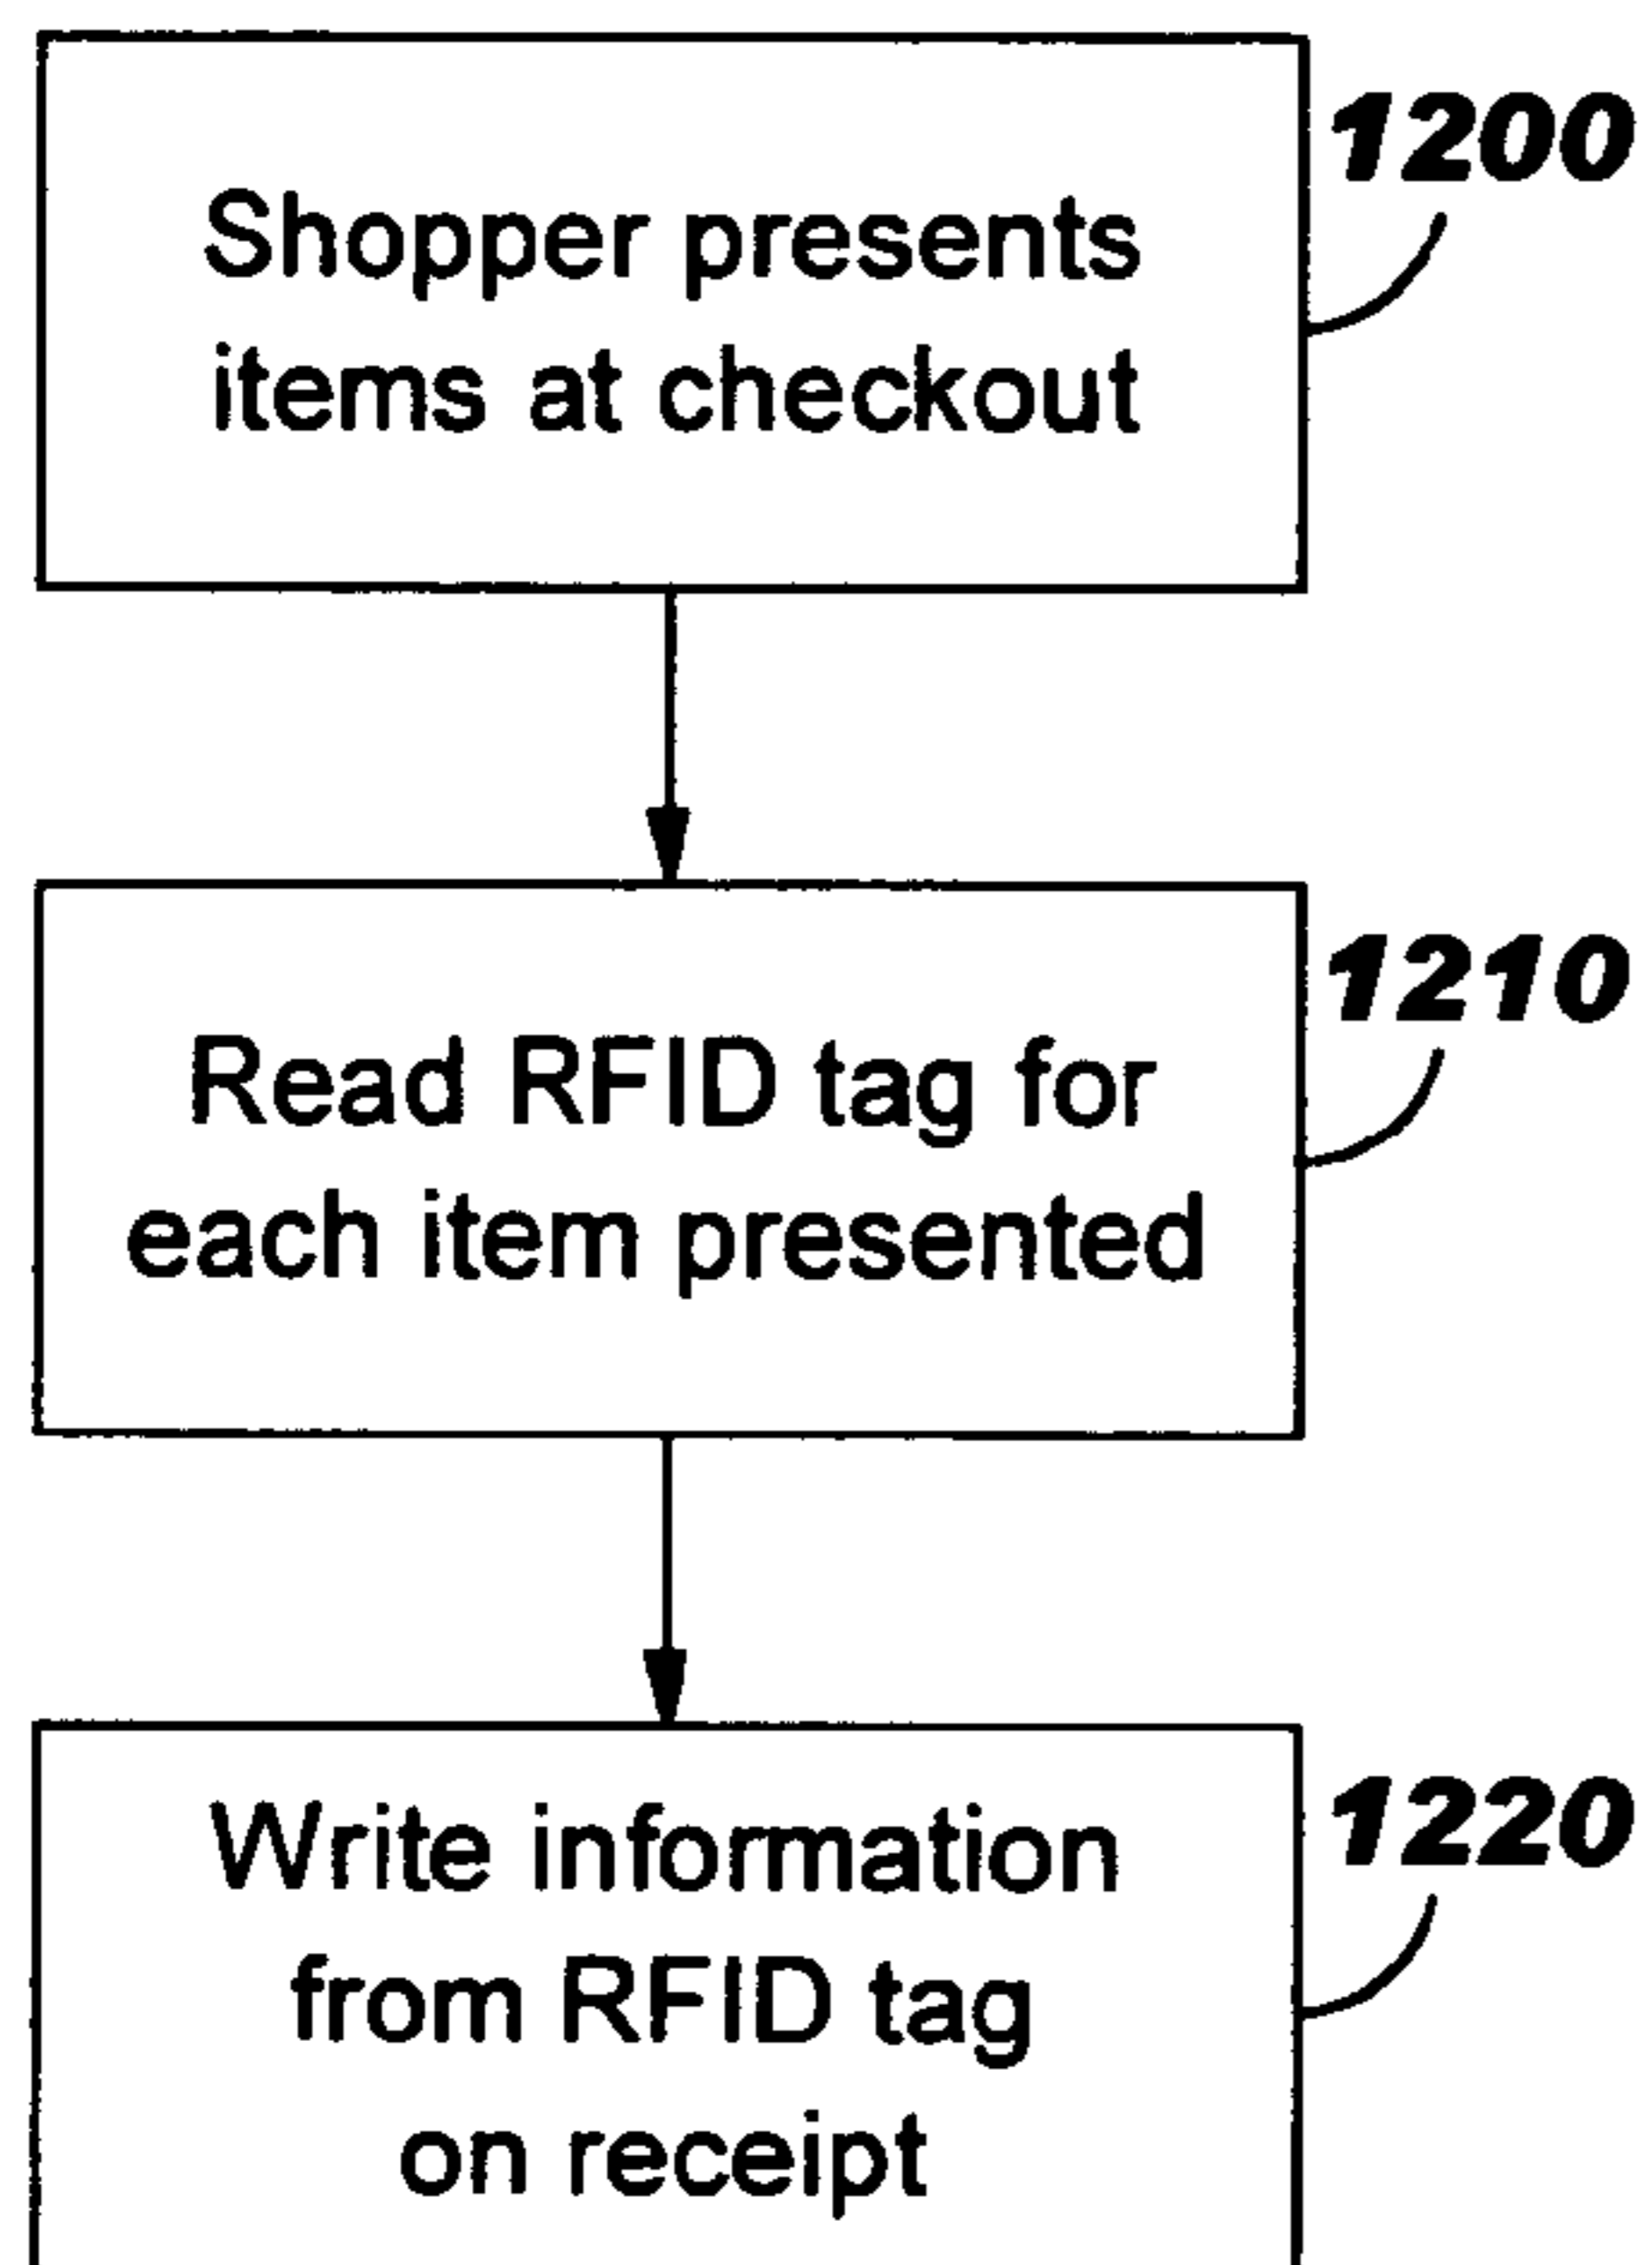 1200
Shopper presents
items at checkout
1210
Read RFID tag for
each item presented
1220
Write information
from RFID tag
on receipt